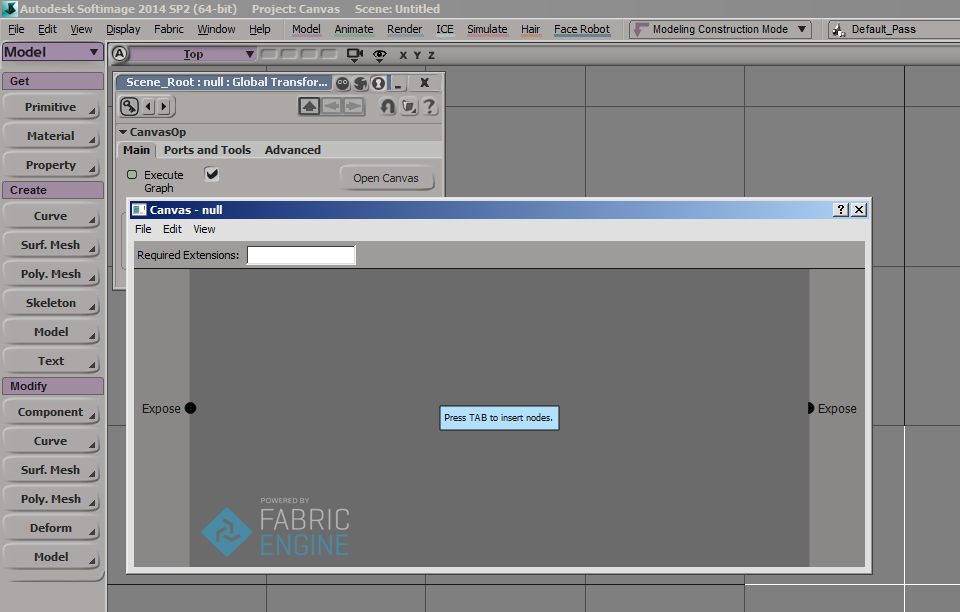 Autodesk Softimage 2014 SP2 (64-bit) Project: Canvas Scene: Untitled
File Edit View Display Fabric Window Help Model Animate Render ICE Simulate Hair Face Robot Modeling Construction Mode Default_Pass
Model
A Top X Y Z
Get
Primitive
Material
Property
Create
Curve
Surf. Mesh
Poly. Mesh
Skeleton
Model
Text
Modify
Component
Curve
Surf. Mesh
Poly. Mesh
Deform
Model
Scene_Root : null : Global Transfor...
CanvasOp
Main Ports and Tools Advanced
Execute
Graph
Open Canvas
Canvas - null
File Edit View
Required Extensions:
Expose
Press TAB to insert nodes.
Expose
POWERED BY
FABRIC
ENGINE